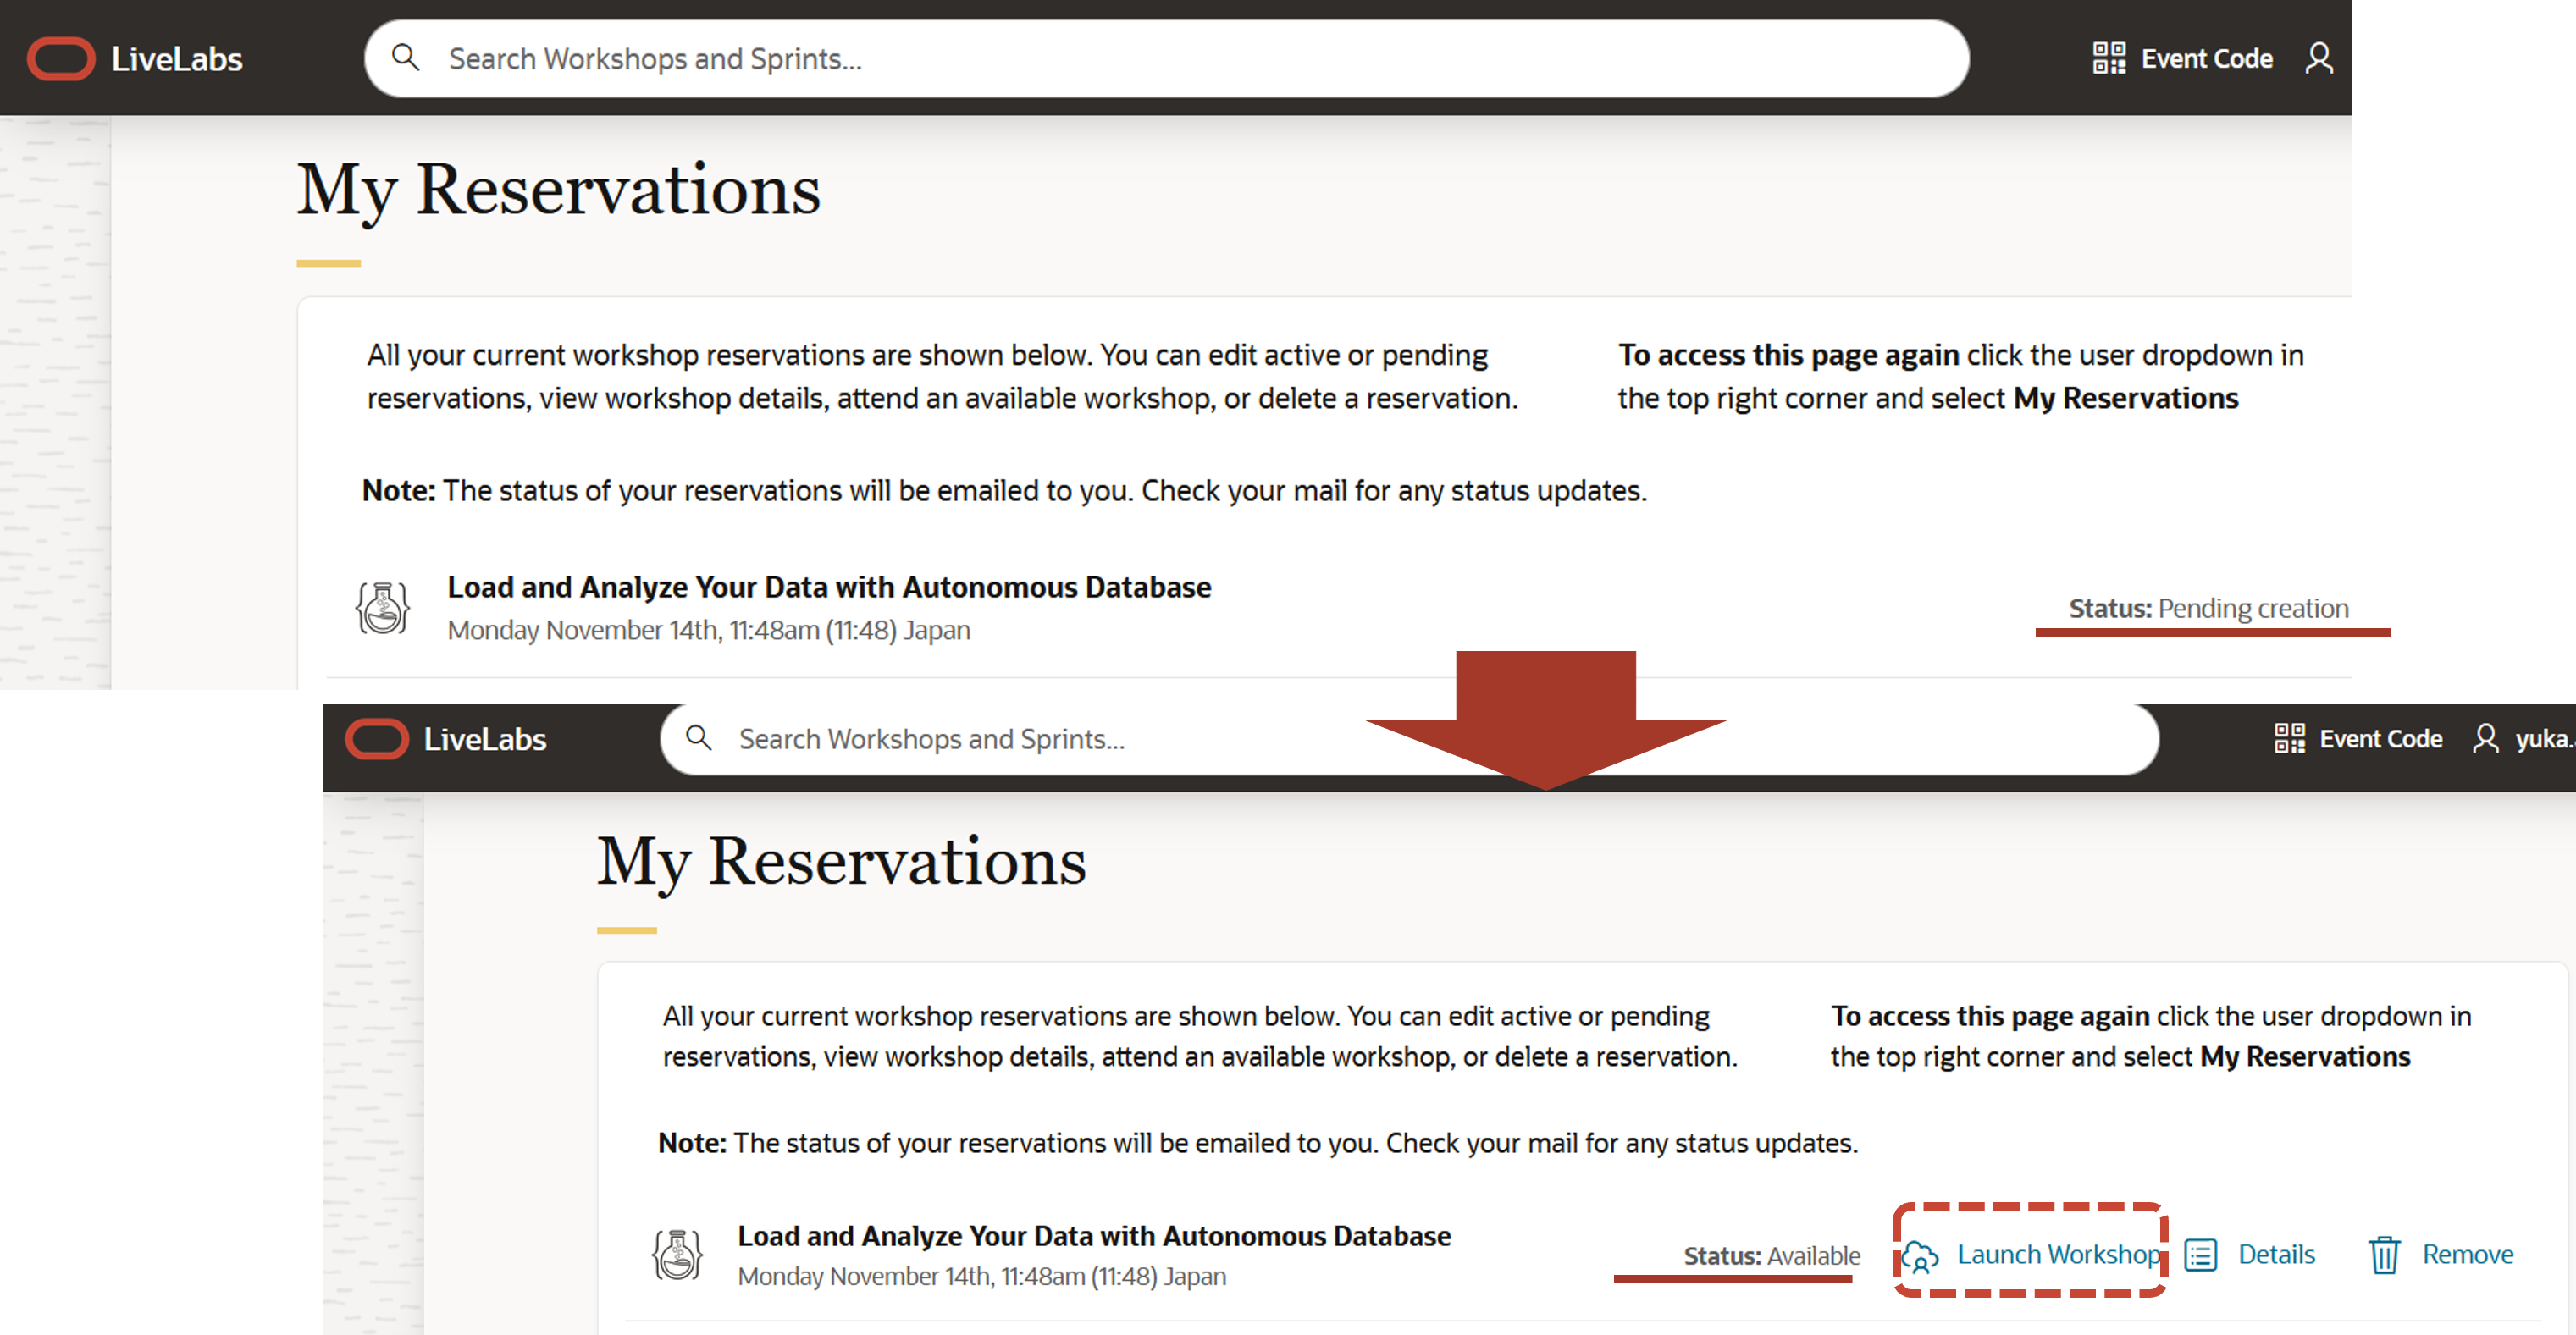 LiveLabs
Search Workshops and Sprints...
Event Code
My Reservations
All your current workshop reservations are shown below. You can edit active or pending
reservations, view workshop details, attend an available workshop, or delete a reservation.
To access this page again click the user dropdown in
the top right corner and select My Reservations
Note: The status of your reservations will be emailed to you. Check your mail for any status updates.
Load and Analyze Your Data with Autonomous Database
Monday November 14th, 11:48am (11:48) Japan
Status: Pending creation
LiveLabs
Search Workshops and Sprints...
Event Code
yuka.
My Reservations
All your current workshop reservations are shown below. You can edit active or pending
reservations, view workshop details, attend an available workshop, or delete a reservation.
To access this page again click the user dropdown in
the top right corner and select My Reservations
Note: The status of your reservations will be emailed to you. Check your mail for any status updates.
Load and Analyze Your Data with Autonomous Database
Monday November 14th, 11:48am (11:48) Japan
Status: Available
Launch Workshop
Details
Remove